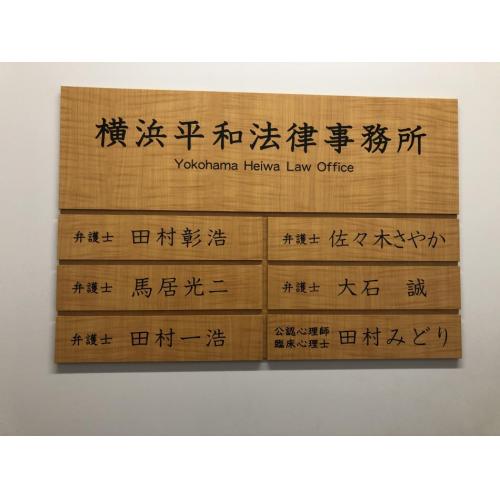 横浜平和法律事務所
Yokohama Heiwa Law Office
弁護士 田村彰浩
弁護士 佐々木さやか
弁護士 馬居光二
弁護士 大石 誠
弁護士 田村一浩
公認心理師
臨床心理士 田村みどり